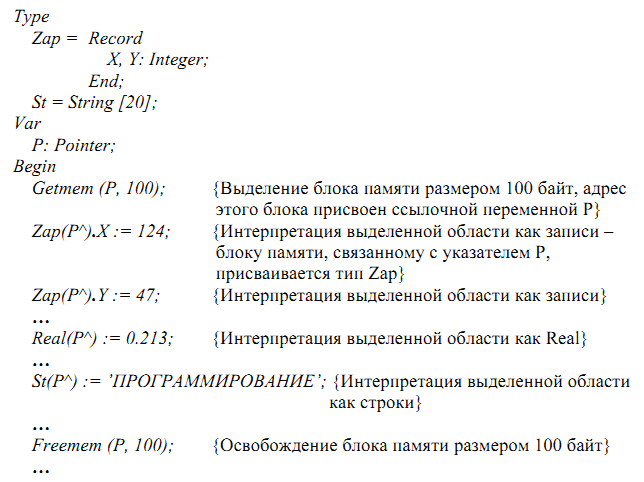 Type
Zap = Record
X, Y: Integer;
End;
St = String [20];
Var
P: Pointer;
Begin
Getmem (P, 100); {Выделение блока памяти размером 100 байт, адрес
этого блока присвоен ссылочной переменной P}
Zap(P^).X := 124; {Интерпретация выделенной области как записи –
блоку памяти, связанному с указателем P,
присваивается тип Zap}
Zap(P^).Y := 47; {Интерпретация выделенной области как записи}
…
Real(P^) := 0.213; {Интерпретация выделенной области как Real}
…
St(P^) := ’ПРОГРАММИРОВАНИЕ’; {Интерпретация выделенной области
как строки}
…
Freemem (P, 100); {Освобождение блока памяти размером 100 байт}
…